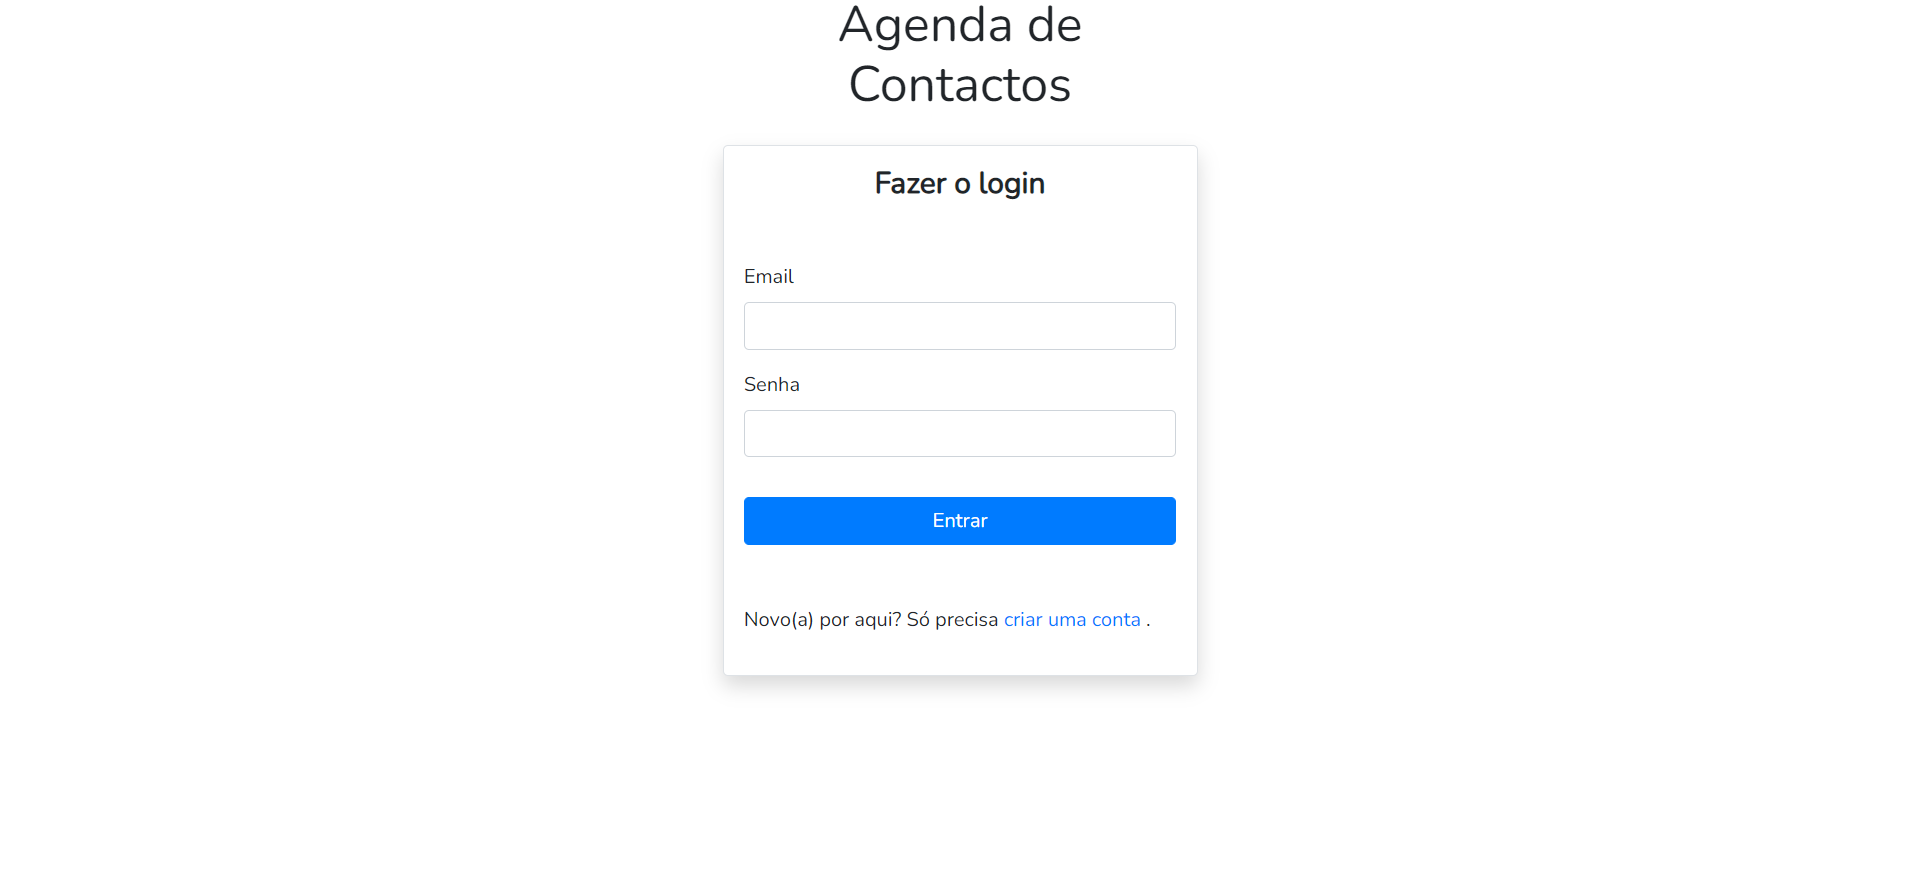 Agenda de
Contactos
Fazer o login
Email
Senha
Entrar
Novo(a) por aqui? Só precisa criar uma conta .